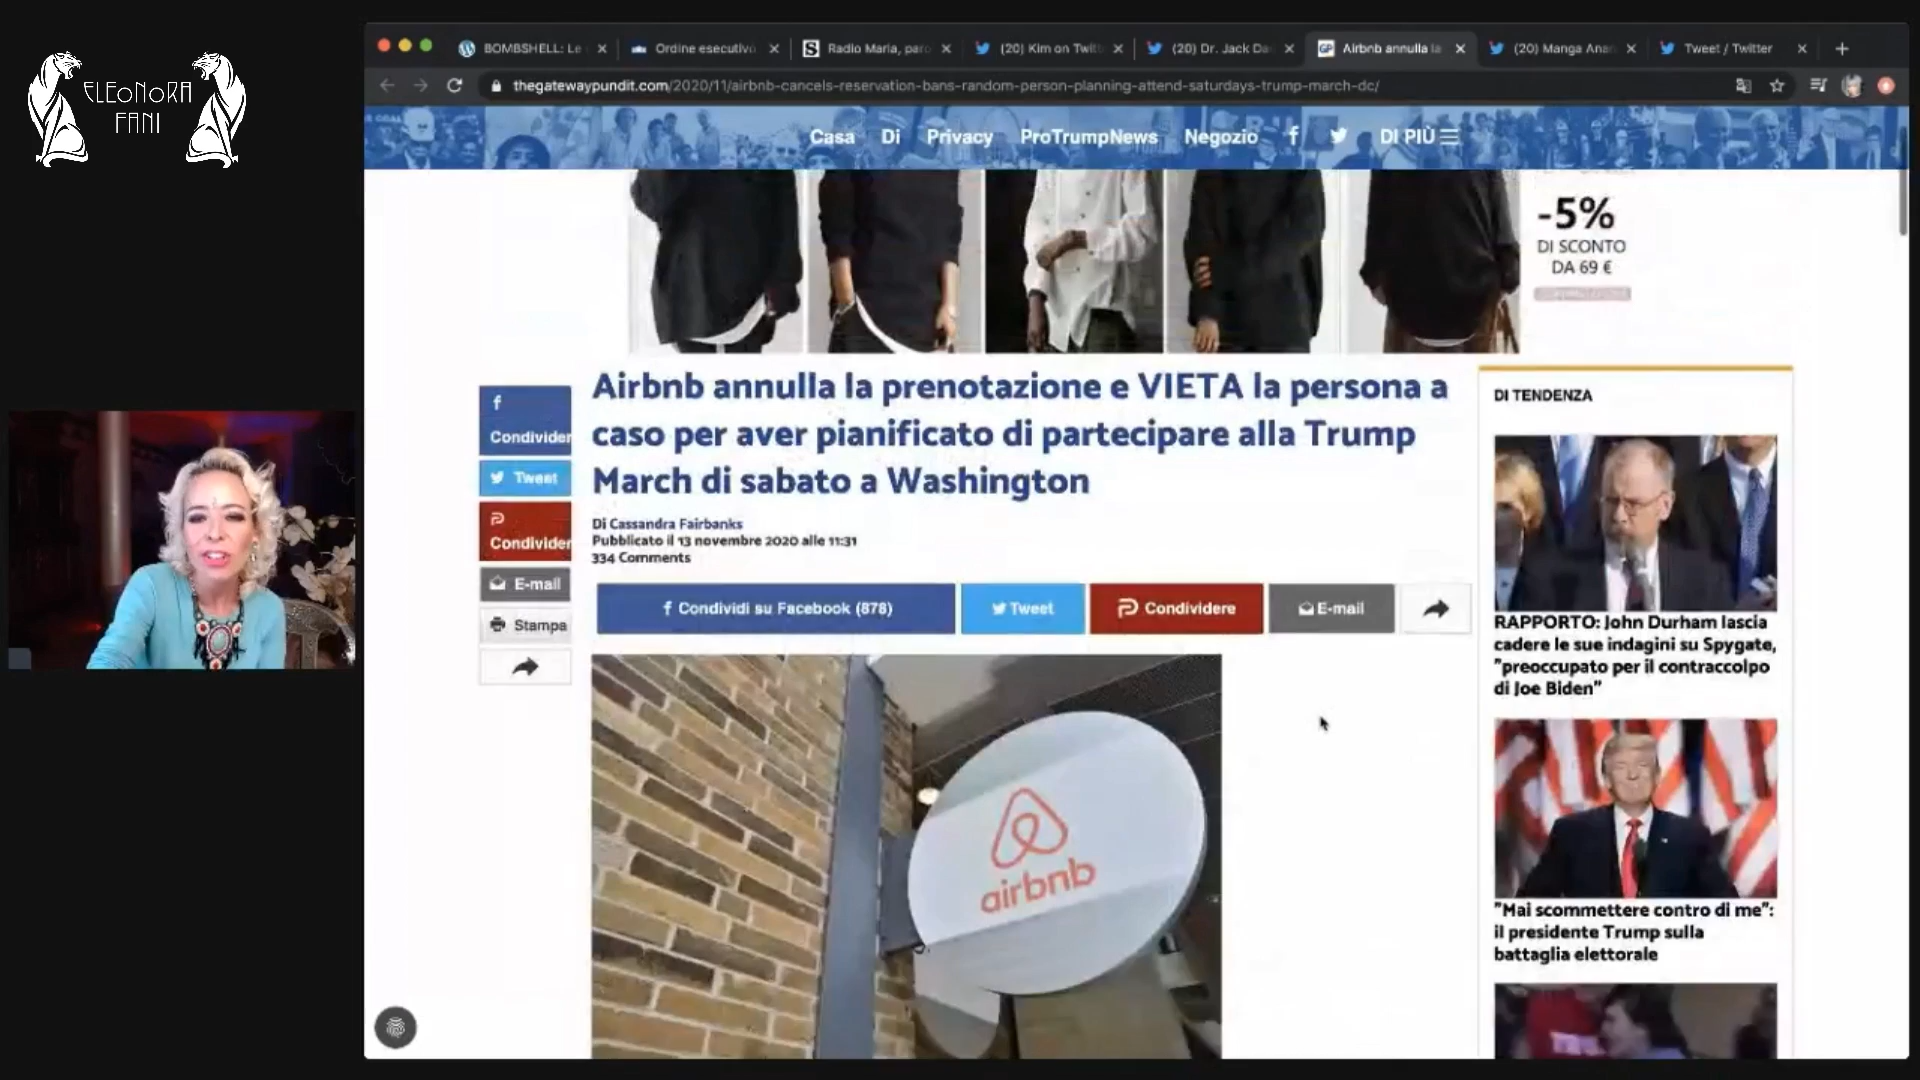 ELEONORA
FANI
BOMBSHELL: Le
Ordine esecutivo
Radio Maria, paro
(20) Kim on Twitt
(20) Dr. Jack Da
Airbnb annulla la
(20) Manga Anar
Tweet / Twitter
thegatewaypundit.com/2020/11/airbnb-cancels-reservation-bans-random-person-planning-attend-saturdays-trump-march-dc/
Casa Di Privacy ProTrumpNews Negozio DI PIÙ
-5%
DI SCONTO
DA 69 €
Airbnb annulla la prenotazione e VIETA la persona a
caso per aver pianificato di partecipare alla Trump
March di sabato a Washington
Di Cassandra Fairbanks
Pubblicato il 13 novembre 2020 alle 11:31
334 Comments
Condivider
Tweet
Condivider
E-mail
Stampa
Condividi su Facebook (878)
Tweet
Condividere
E-mail
airbnb
DI TENDENZA
RAPPORTO: John Durham lascia
cadere le sue indagini su Spygate,
"preoccupato per il contraccolpo
di Joe Biden"
"Mai scommettere contro di me":
il presidente Trump sulla
battaglia elettorale